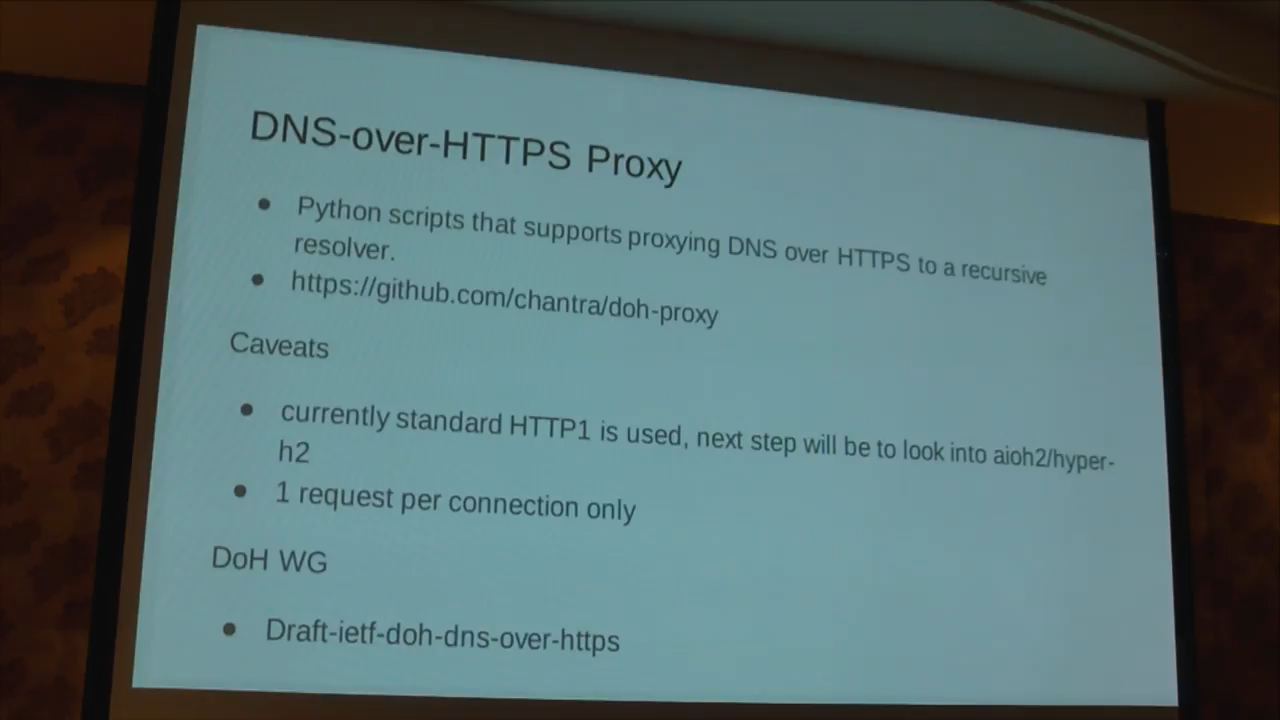 DNS-over-HTTPS Proxy
Python scripts that supports proxying DNS over HTTPS to a recursive
resolver.
https://github.com/chantra/doh-proxy
Caveats
currently standard HTTP1 is used, next step will be to look into aioh2/hyper-
h2
1 request per connection only
DoH WG
Draft-ietf-doh-dns-over-https